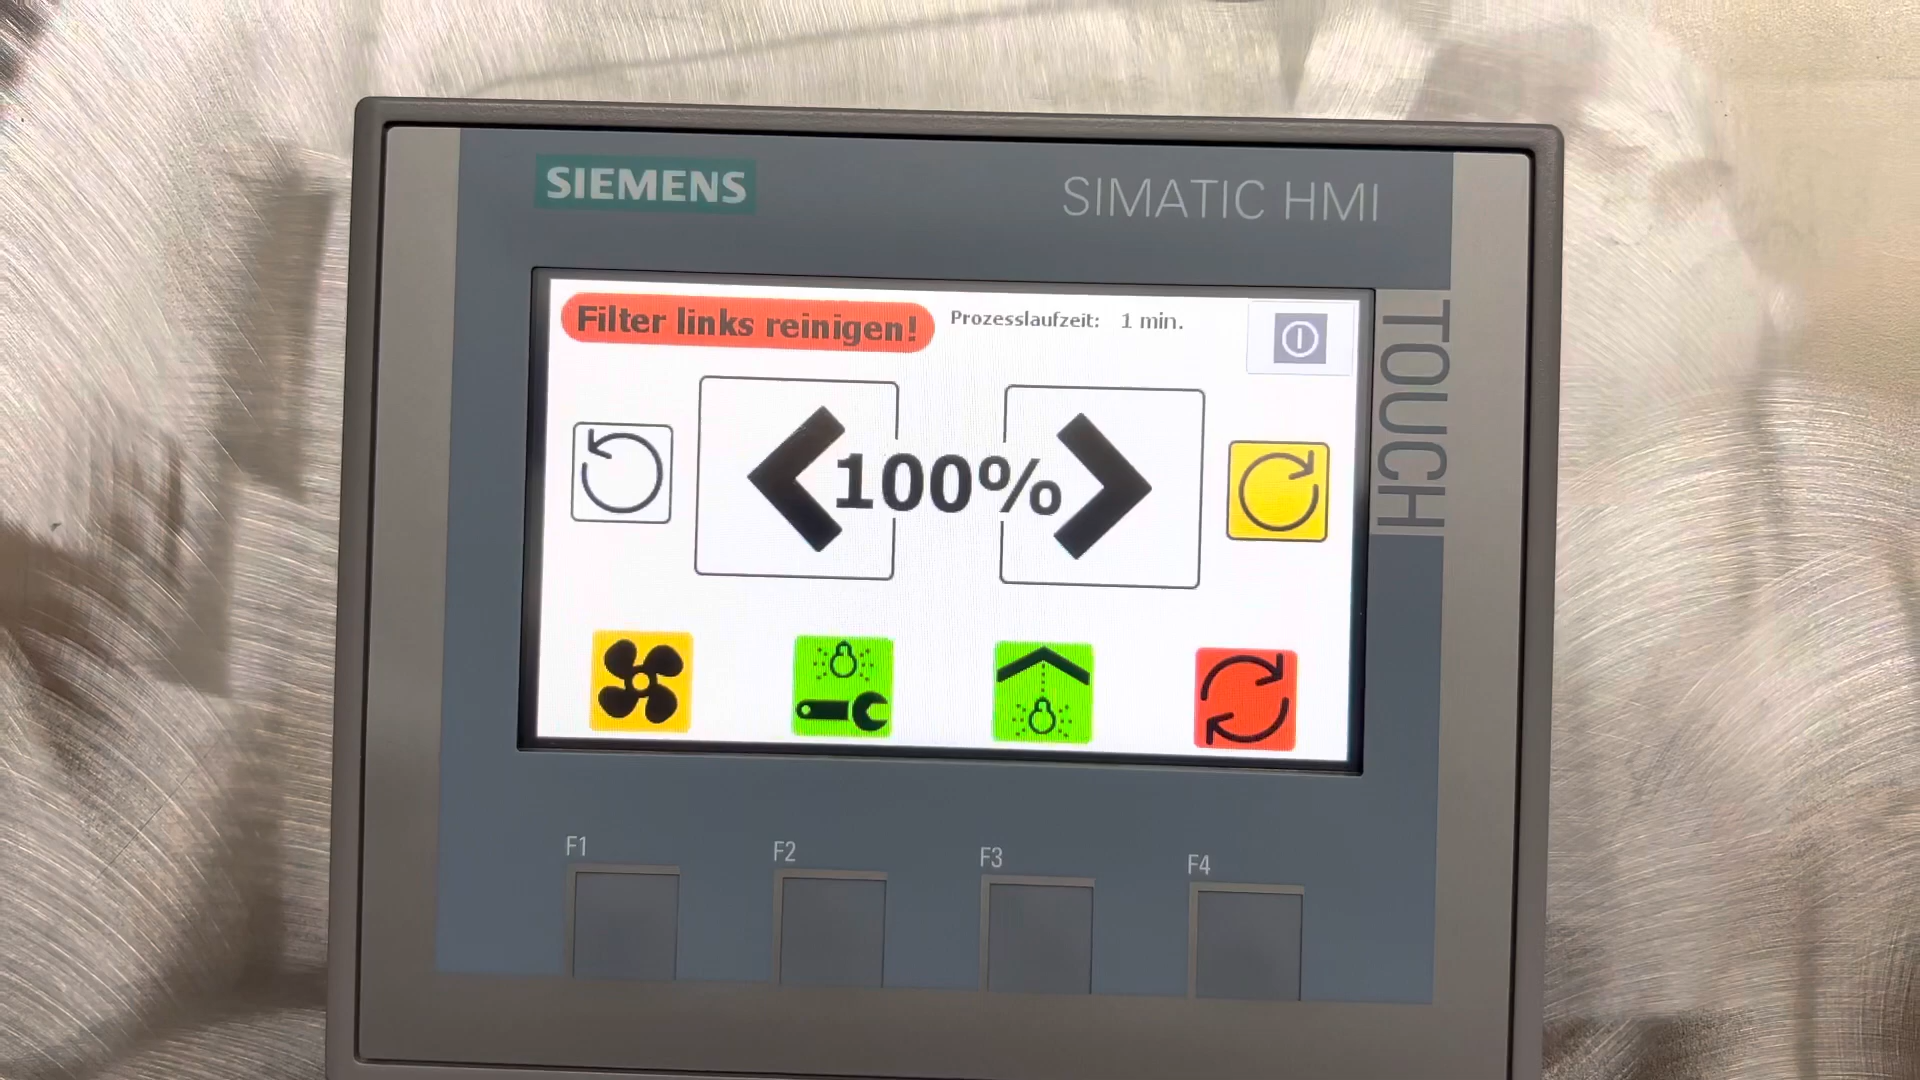 SIEMENS
SIMATIC HMI
TOUCH
Filter links reinigen!
Prozesslaufzeit: 1 min.
100%
F1
F2
F3
F4